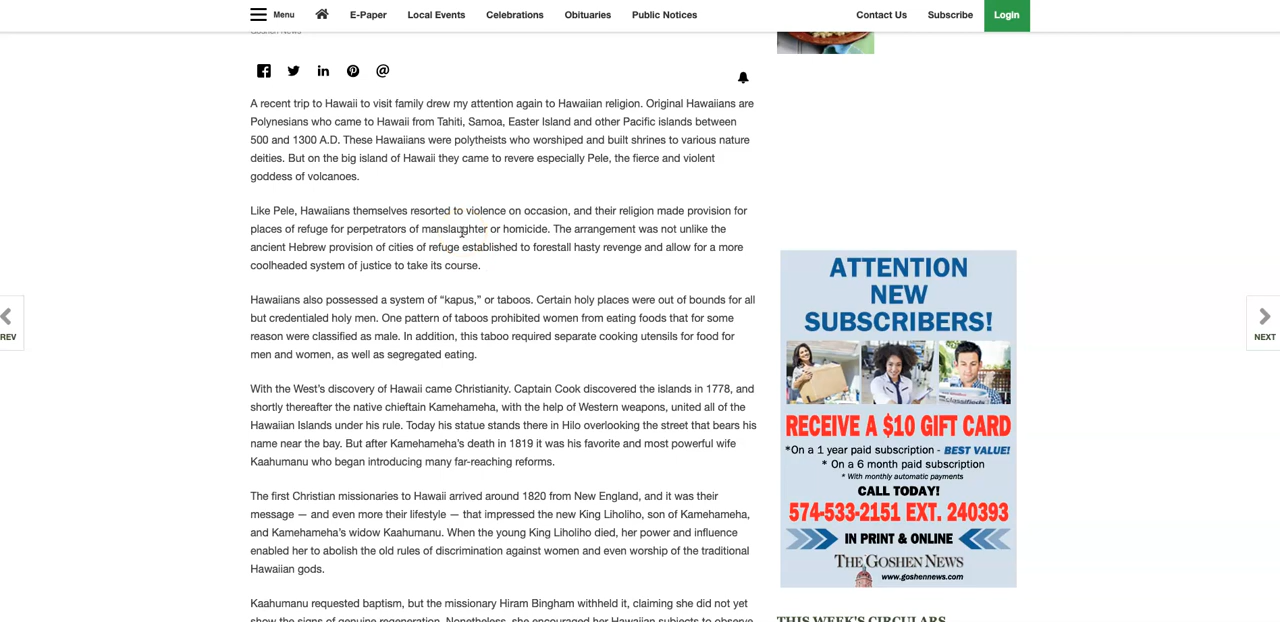 Menu
E-Paper
Local Events
Celebrations
Obituaries
Public Notices
Contact Us
Subscribe
Login
Goshen News
A recent trip to Hawaii to visit family drew my attention again to Hawaiian religion. Original Hawaiians are
Polynesians who came to Hawaii from Tahiti, Samoa, Easter Island and other Pacific islands between
500 and 1300 A.D. These Hawaiians were polytheists who worshiped and built shrines to various nature
deities. But on the big island of Hawaii they came to revere especially Pele, the fierce and violent
goddess of volcanoes.
Like Pele, Hawaiians themselves resorted to violence on occasion, and their religion made provision for
places of refuge for perpetrators of manslaughter or homicide. The arrangement was not unlike the
ancient Hebrew provision of cities of refuge established to forestall hasty revenge and allow for a more
coolheaded system of justice to take its course.
Hawaiians also possessed a system of “kapus,” or taboos. Certain holy places were out of bounds for all
but credentialed holy men. One pattern of taboos prohibited women from eating foods that for some
reason were classified as male. In addition, this taboo required separate cooking utensils for food for
men and women, as well as segregated eating.
With the West’s discovery of Hawaii came Christianity. Captain Cook discovered the islands in 1778, and
shortly thereafter the native chieftain Kamehameha, with the help of Western weapons, united all of the
Hawaiian Islands under his rule. Today his statue stands there in Hilo overlooking the street that bears his
name near the bay. But after Kamehameha’s death in 1819 it was his favorite and most powerful wife
Kaahumanu who began introducing many far-reaching reforms.
The first Christian missionaries to Hawaii arrived around 1820 from New England, and it was their
message — and even more their lifestyle — that impressed the new King Liholiho, son of Kamehameha,
and Kamehameha’s widow Kaahumanu. When the young King Liholiho died, her power and influence
enabled her to abolish the old rules of discrimination against women and even worship of the traditional
Hawaiian gods.
Kaahumanu requested baptism, but the missionary Hiram Bingham withheld it, claiming she did not yet
show the signs of genuine regeneration. Nonetheless, she encouraged her Hawaiian subjects to observe
REV
NEXT
ATTENTION
NEW
SUBSCRIBERS!
RECEIVE A $10 GIFT CARD
*On a 1 year paid subscription - BEST VALUE!
* On a 6 month paid subscription
* With monthly automatic payments
CALL TODAY!
574-533-2151 EXT. 240393
IN PRINT & ONLINE
THE GOSHEN NEWS
www.goshennews.com
THIS WEEK'S CIRCULARS